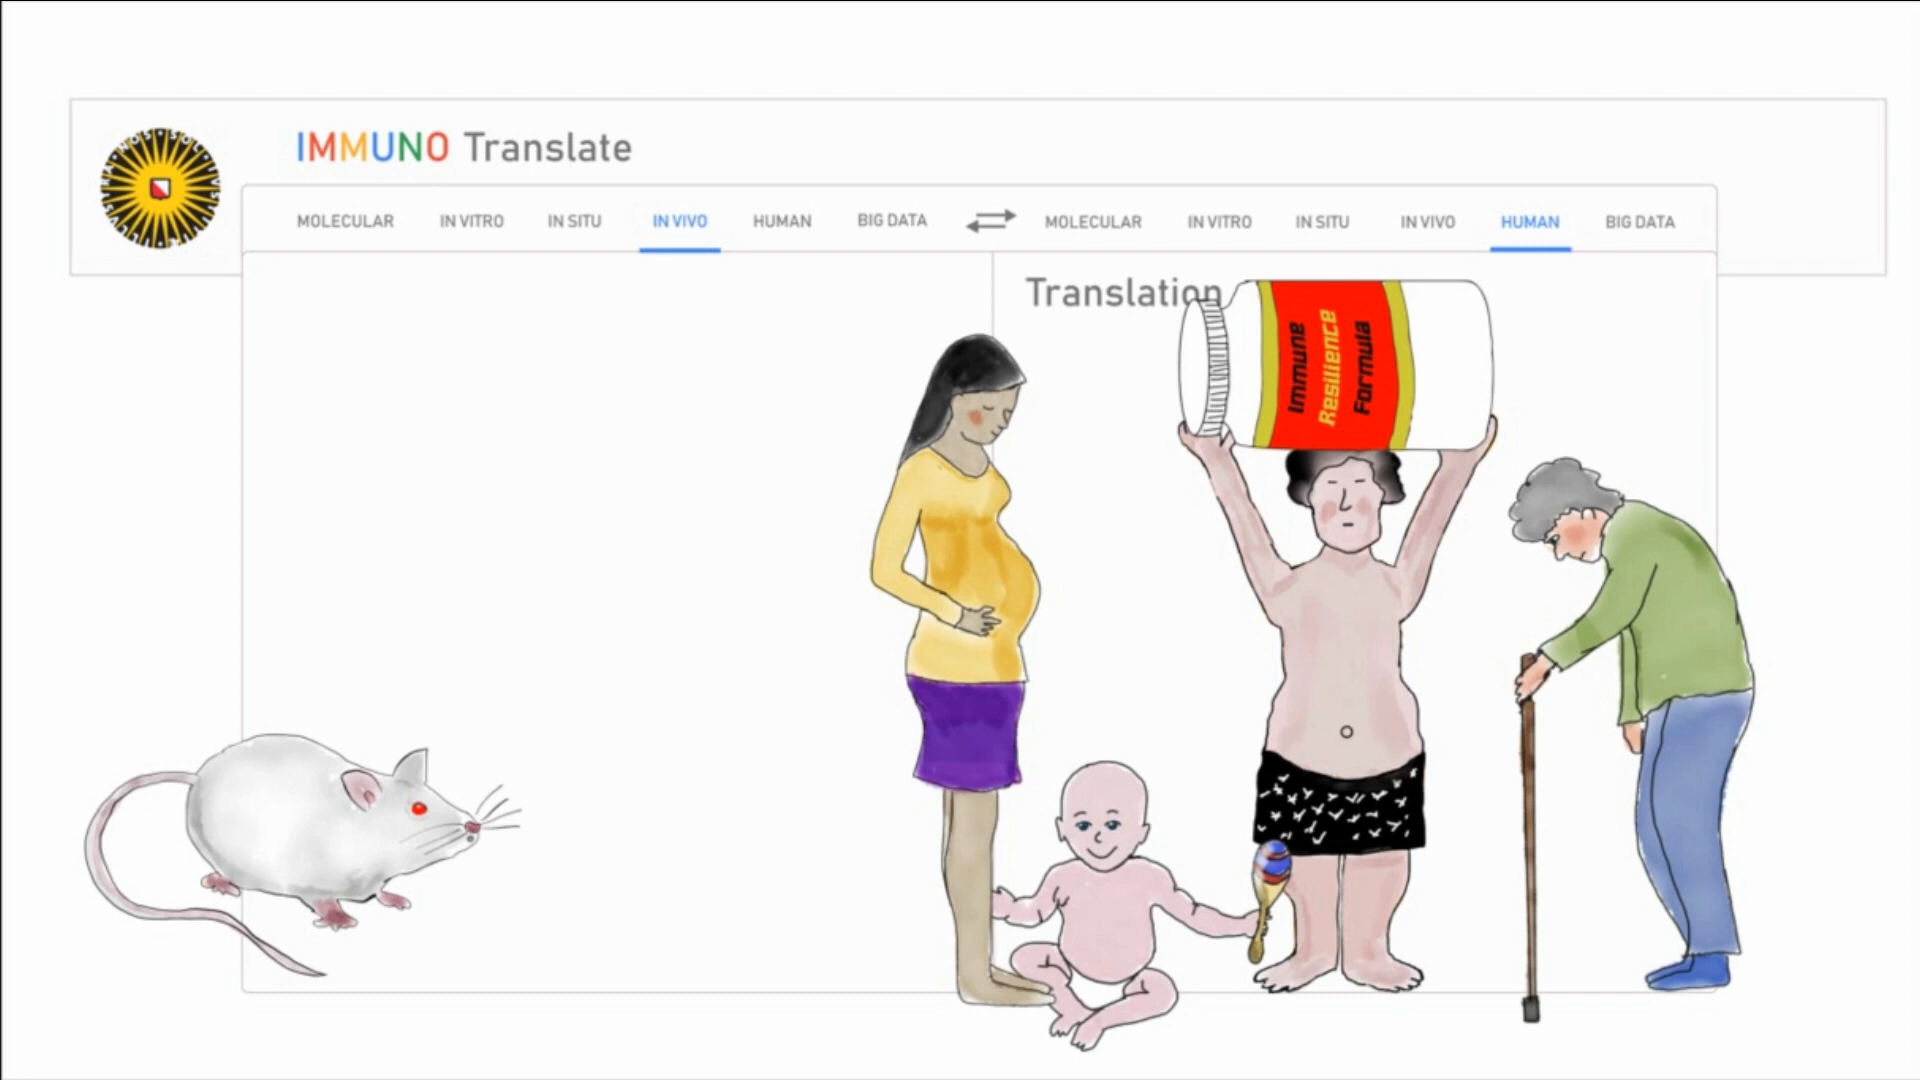 IMMUNO Translate
MOLECULAR IN VITRO IN SITU IN VIVO HUMAN BIG DATA MOLECULAR IN VITRO IN SITU IN VIVO HUMAN BIG DATA
Translation
Immune
Resilience
Formula